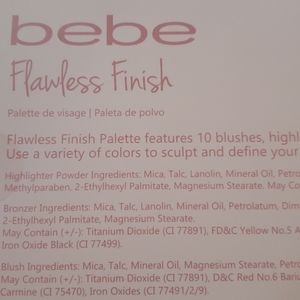 bebe
Flawless Finish
Palette de visage | Paleta de polvo
Flawless Finish Palette features 10 blushes, highl
Use a variety of colors to sculpt and define your
Highlighter Powder Ingredients: Mica, Talc, Lanolin, Mineral Oil, Petro
Methylparaben, 2-Ethylhexyl Palmitate, Magnesium Stearate. May Co
Bronzer Ingredients: Mica, Talc, Lanolin, Mineral Oil, Petrolatum, Dim
2-Ethylhexyl Palmitate, Magnesium Stearate.
May Contain (+/-): Titanium Dioxide (CI 77891), FD&C Yellow No.5 A
Iron Oxide Black (CI 77499).
Blush Ingredients: Mica, Talc, Mineral Oil, Magnesium Stearate, Petr
May Contain (+/-): Titanium Dioxide (CI 77891), D&C Red No.6 Bari
Carmine (CI 75470), Iron Oxides (CI 77491/2/9).